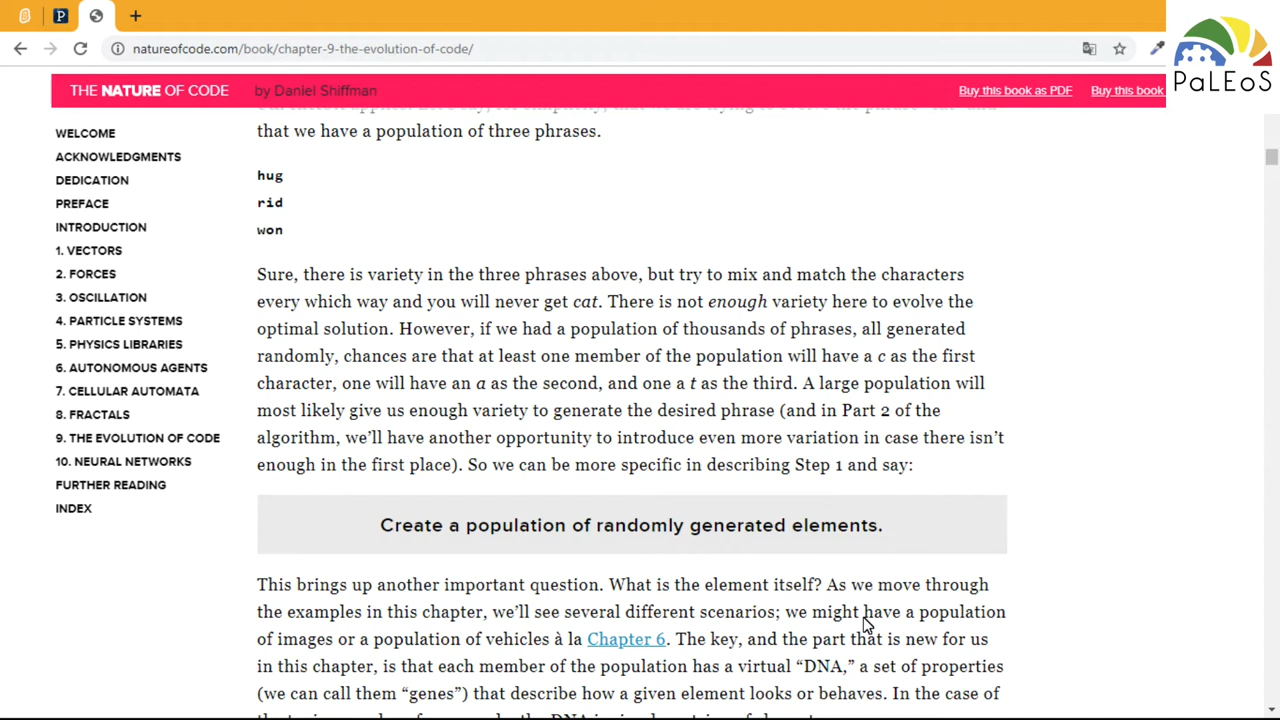 natureofcode.com/book/chapter-9-the-evolution-of-code/
PaLEoS
THE NATURE OF CODE by Daniel Shiffman
Buy this book as PDF
Buy this book
WELCOME
ACKNOWLEDGMENTS
DEDICATION
PREFACE
INTRODUCTION
1. VECTORS
2. FORCES
3. OSCILLATION
4. PARTICLE SYSTEMS
5. PHYSICS LIBRARIES
6. AUTONOMOUS AGENTS
7. CELLULAR AUTOMATA
8. FRACTALS
9. THE EVOLUTION OF CODE
10. NEURAL NETWORKS
FURTHER READING
INDEX
that we have a population of three phrases.
hug
rid
won
Sure, there is variety in the three phrases above, but try to mix and match the characters
every which way and you will never get cat. There is not enough variety here to evolve the
optimal solution. However, if we had a population of thousands of phrases, all generated
randomly, chances are that at least one member of the population will have a c as the first
character, one will have an a as the second, and one a t as the third. A large population will
most likely give us enough variety to generate the desired phrase (and in Part 2 of the
algorithm, we’ll have another opportunity to introduce even more variation in case there isn’t
enough in the first place). So we can be more specific in describing Step 1 and say:
Create a population of randomly generated elements.
This brings up another important question. What is the element itself? As we move through
the examples in this chapter, we’ll see several different scenarios; we might have a population
of images or a population of vehicles à la Chapter 6. The key, and the part that is new for us
in this chapter, is that each member of the population has a virtual “DNA,” a set of properties
(we can call them “genes”) that describe how a given element looks or behaves. In the case of